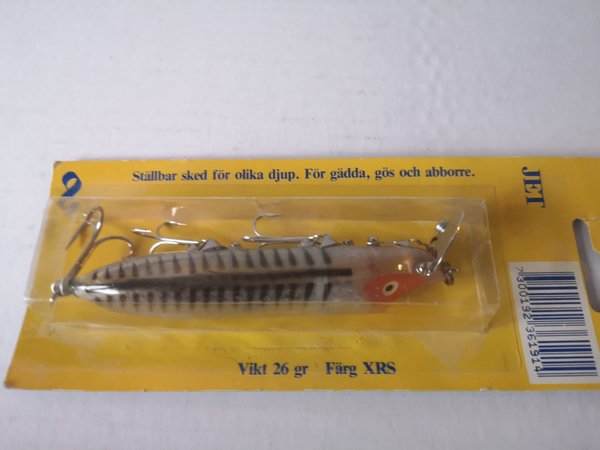 Ställbar sked för olika djup. För gädda, gös och abborre.
JET
Vikt 26 gr Färg XRS